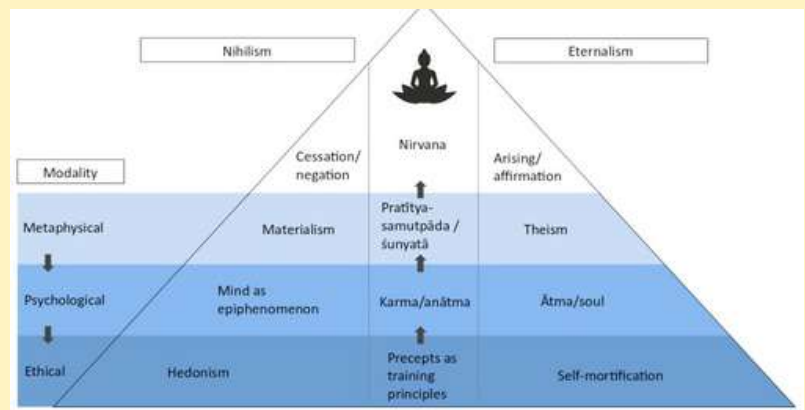 Nihilism
Eternalism
Nirvana
Cessation/
negation
Arising/
affirmation
Modality
Metaphysical
Materialism
Pratītya-
samutpāda /
śunyatā
Theism
Psychological
Mind as
epiphenomenon
Karma/anātma
Ātma/soul
Ethical
Hedonism
Precepts as
training
principles
Self-mortification